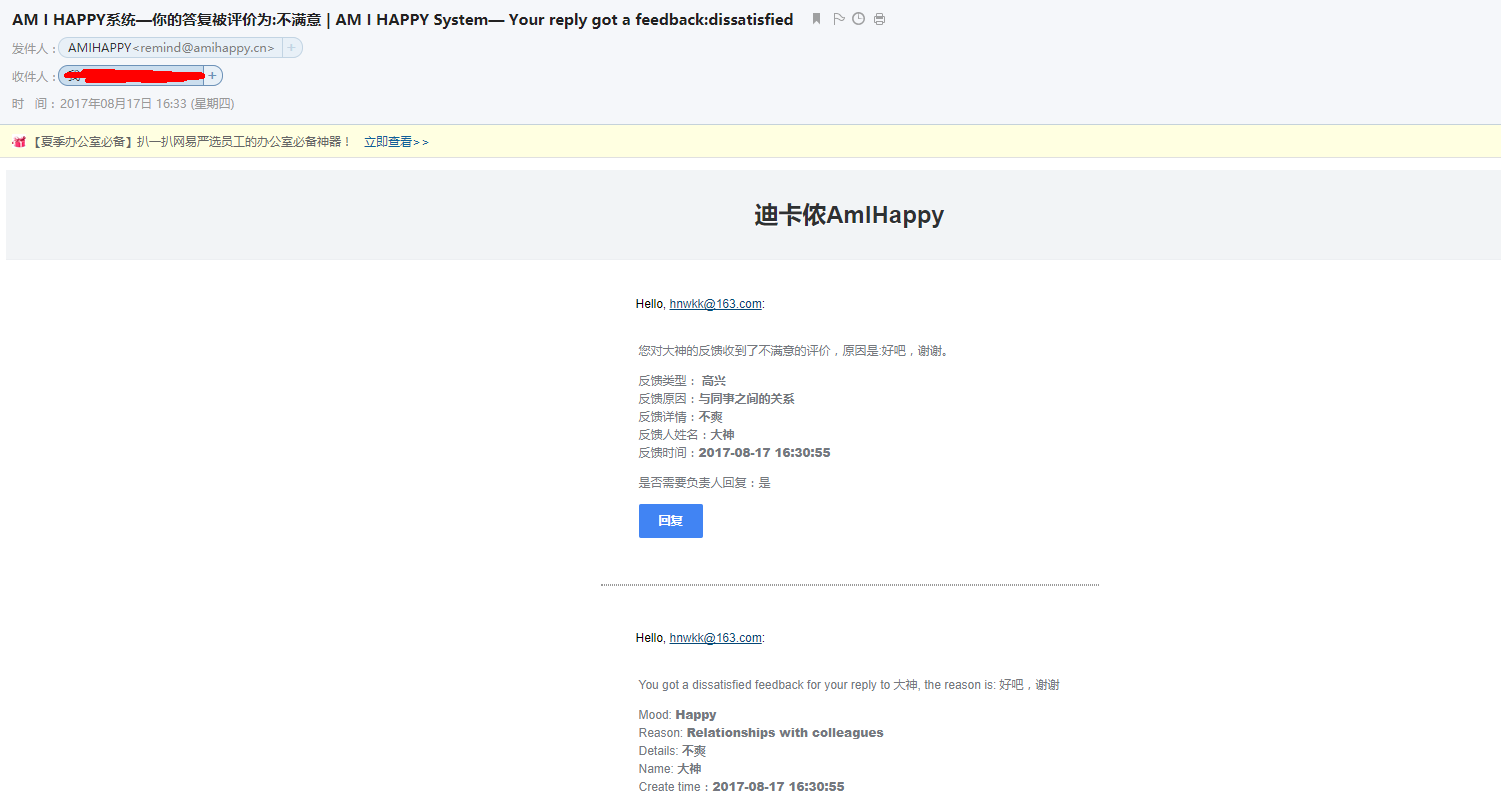 AM I HAPPY系统—你的答复被评价为:不满意 | AM I HAPPY System— Your reply got a feedback:dissatisfied
发件人：AMIHAPPY<remind@amihappy.cn> +
收件人： +
时 间：2017年08月17日 16:33 (星期四)
【夏季办公室必备】扒一扒网易严选员工的办公室必备神器！ 立即查看>>
迪卡侬AmIHappy
Hello, hnwkk@163.com:
您对大神的反馈收到了不满意的评价，原因是:好吧，谢谢。
反馈类型： 高兴
反馈原因：与同事之间的关系
反馈详情：不爽
反馈人姓名：大神
反馈时间：2017-08-17 16:30:55
是否需要负责人回复：是
回复
Hello, hnwkk@163.com:
You got a dissatisfied feedback for your reply to 大神, the reason is: 好吧，谢谢
Mood: Happy
Reason: Relationships with colleagues
Details: 不爽
Name: 大神
Create time：2017-08-17 16:30:55